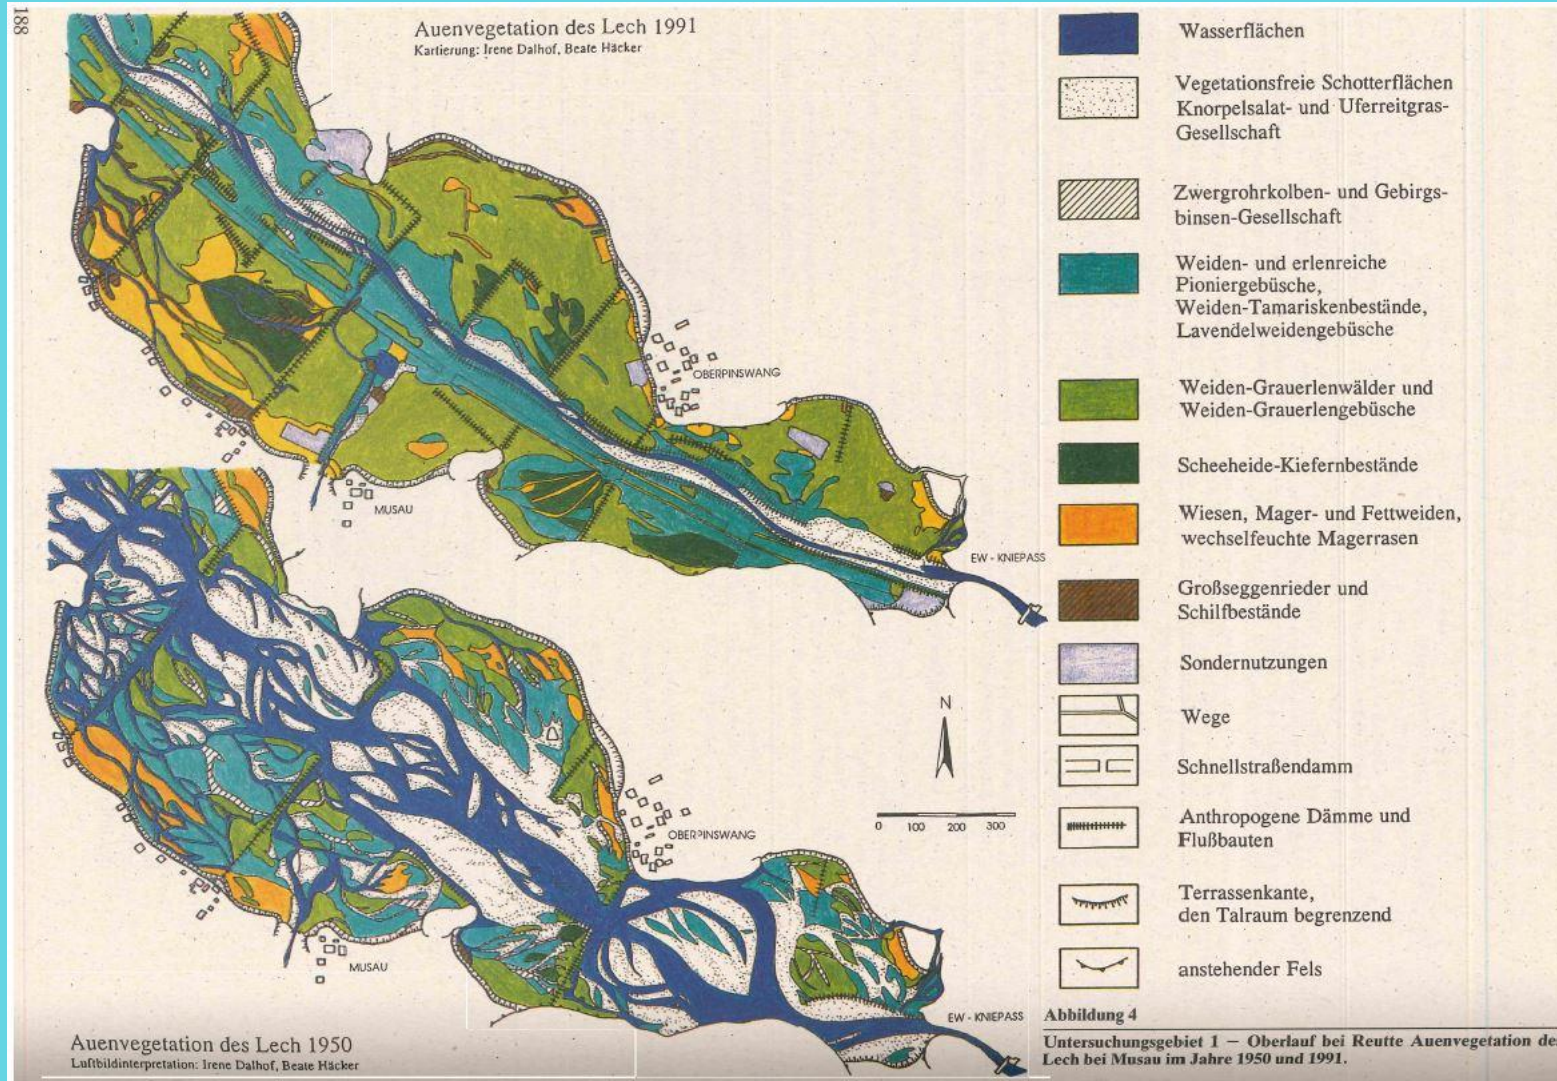 188
Auenvegetation des Lech 1991
Kartierung: Irene Dalhof, Beate Häcker
OBERPINSWANG
MUSAU
EW - KNIEPASS
N
0 100 200 300
OBERPINSWANG
MUSAU
EW - KNIEPASS
Auenvegetation des Lech 1950
Luftbildinterpretation: Irene Dalhof, Beate Häcker
Wasserflächen
Vegetationsfreie Schotterflächen
Knorpelsalat- und Uferreitgras-
Gesellschaft
Zwergrohrkolben- und Gebirgs-
binsen-Gesellschaft
Weiden- und erlenreiche
Pioniergebüsche,
Weiden-Tamariskenbestände,
Lavendelweidengebüsche
Weiden-Grauerlenwälder und
Weiden-Grauerlengebüsche
Scheeheide-Kiefernbestände
Wiesen, Mager- und Fettweiden,
wechselfeuchte Magerrasen
Großseggenrieder und
Schilfbestände
Sondernutzungen
Wege
Schnellstraßendamm
Anthropogene Dämme und
Flußbauten
Terrassenkante,
den Talraum begrenzend
anstehender Fels
Abbildung 4
Untersuchungsgebiet 1 — Oberlauf bei Reutte Auenvegetation de
Lech bei Musau im Jahre 1950 und 1991.